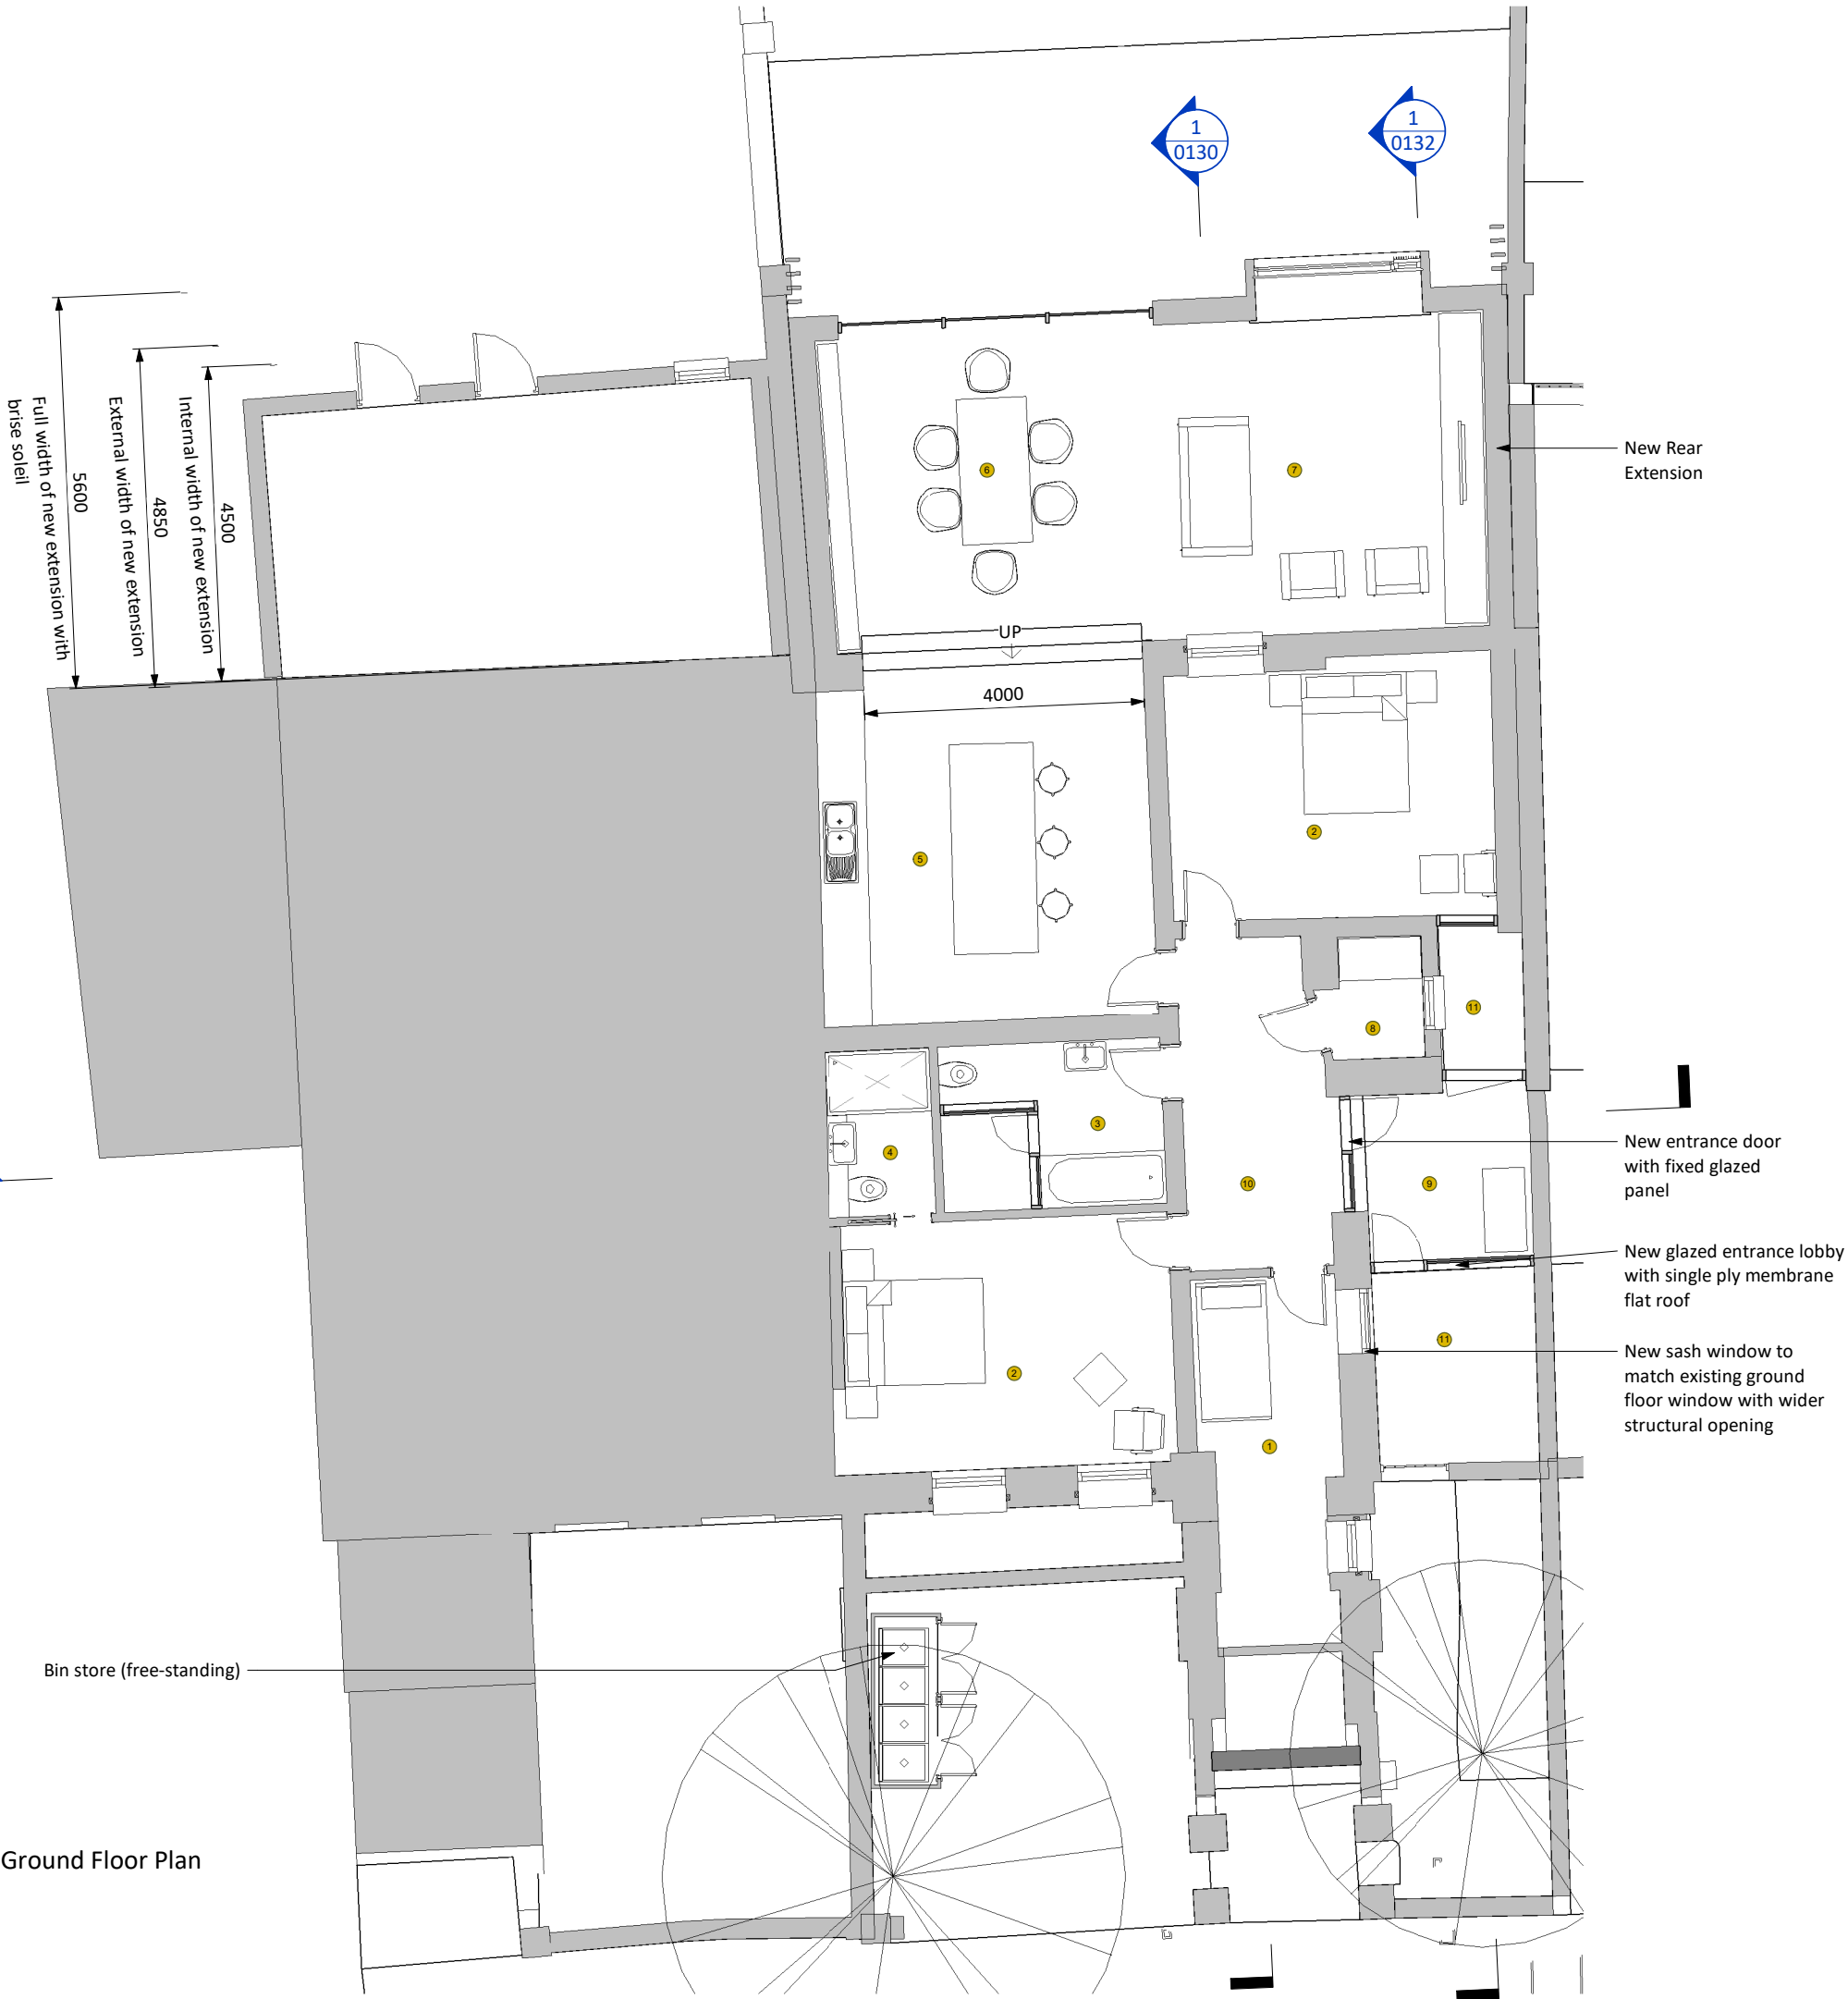 1
0130
1
0132
5600
Full width of new extension with
brise soleil
4850
External width of new extension
4500
Internal width of new extension
New Rear
Extension
6
7
UP
4000
2
5
11
8
3
4
10
9
New entrance door
with fixed glazed
panel
New glazed entrance lobby
with single ply membrane
flat roof
11
New sash window to
match existing ground
floor window with wider
structural opening
2
1
Bin store (free-standing)
Ground Floor Plan